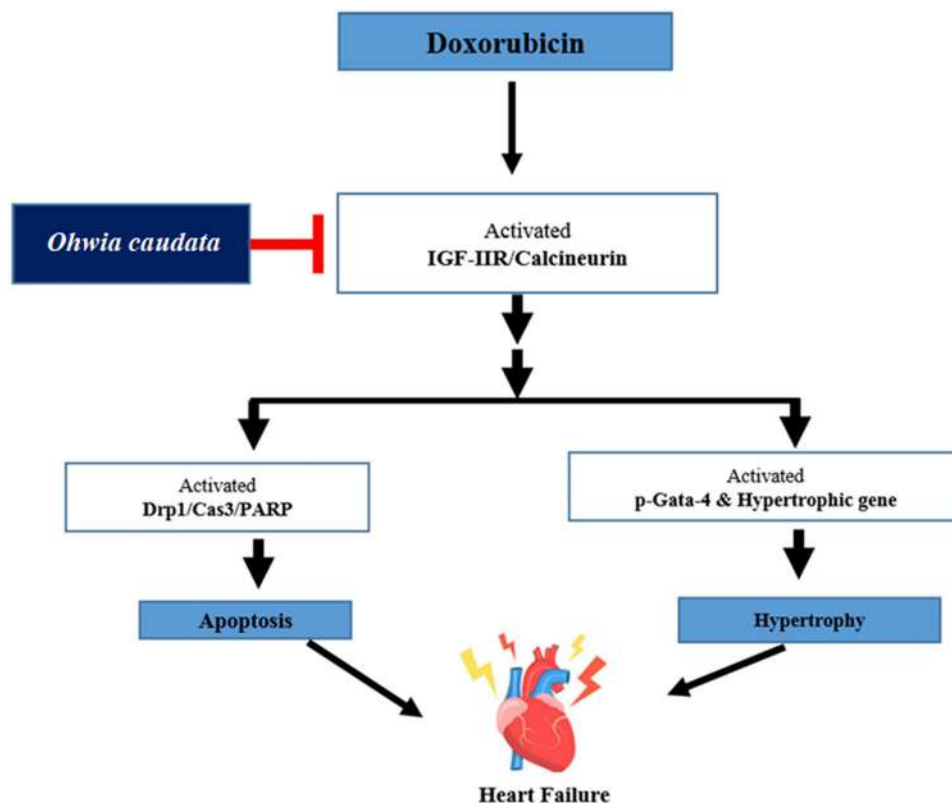 Doxorubicin
Ohwia caudata
Activated
IGF-IIR/Calcineurin
Activated
Drp1/Cas3/PARP
Activated
p-Gata-4 & Hypertrophic gene
Apoptosis
Hypertrophy
Heart Failure